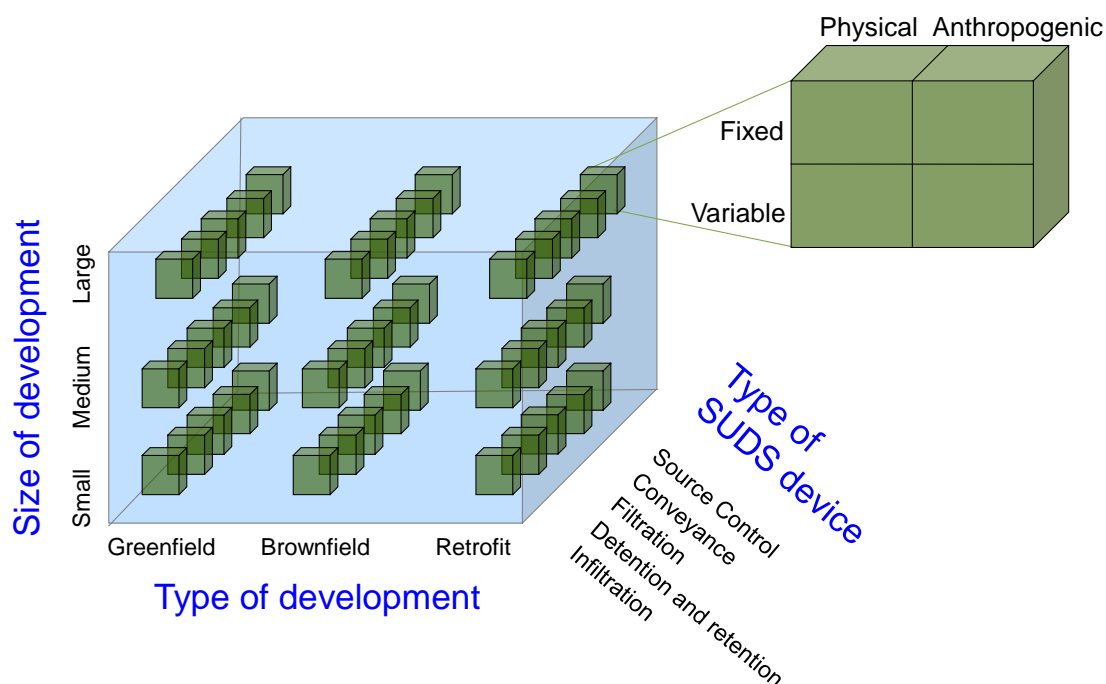 Physical Anthropogenic
Fixed
Variable
Size of development
Large
Medium
Small
Greenfield
Brownfield
Retrofit
Type of development
Type of
SUDS device
Source Control
Conveyance
Filtration
Detention and retention
Infiltration